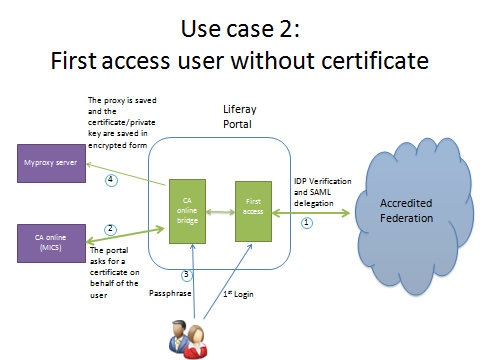 Use case 2:
First access user without certificate
The proxy is saved
and the
certificate/private
key are saved in
encrypted form
Liferay
Portal
Myproxy server
4
CA
online
bridge
First
access
IDP Verification
and SAML
delegation
1
Accredited
Federation
CA online
(MICS)
2
The portal
asks for a
certificate on
behalf of the
user
3
Passphrase
1st Login